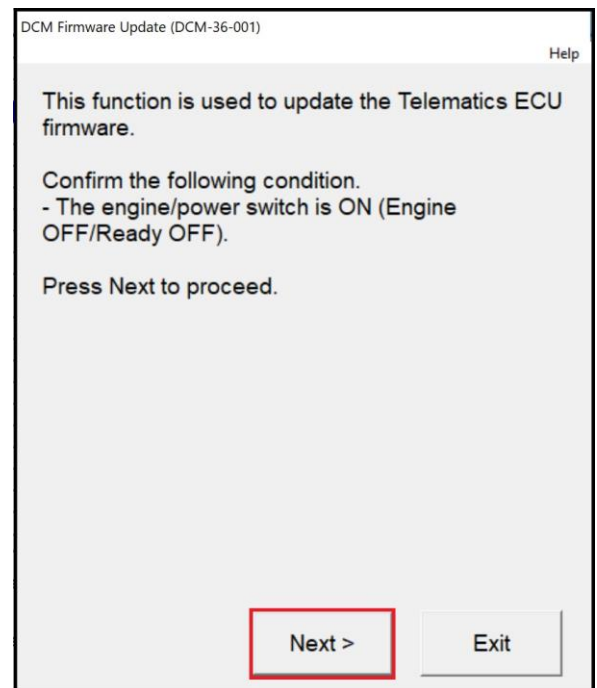 DCM Firmware Update (DCM-36-001)
Help
This function is used to update the Telematics ECU
firmware.
Confirm the following condition.
- The engine/power switch is ON (Engine
OFF/Ready OFF).
Press Next to proceed.
Next >
Exit